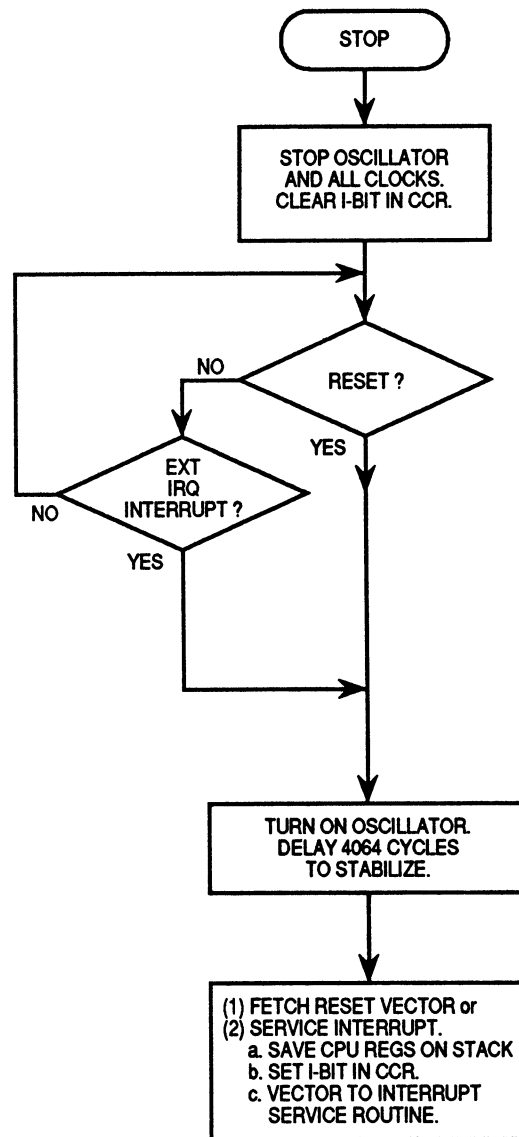 STOP
STOP OSCILLATOR
AND ALL CLOCKS.
CLEAR I-BIT IN CCR.
NO
RESET ?
YES
EXT
IRQ
INTERRUPT ?
NO
YES
TURN ON OSCILLATOR.
DELAY 4064 CYCLES
TO STABILIZE.
(1) FETCH RESET VECTOR or
(2) SERVICE INTERRUPT.
a. SAVE CPU REGS ON STACK
b. SET I-BIT IN CCR.
c. VECTOR TO INTERRUPT
SERVICE ROUTINE.